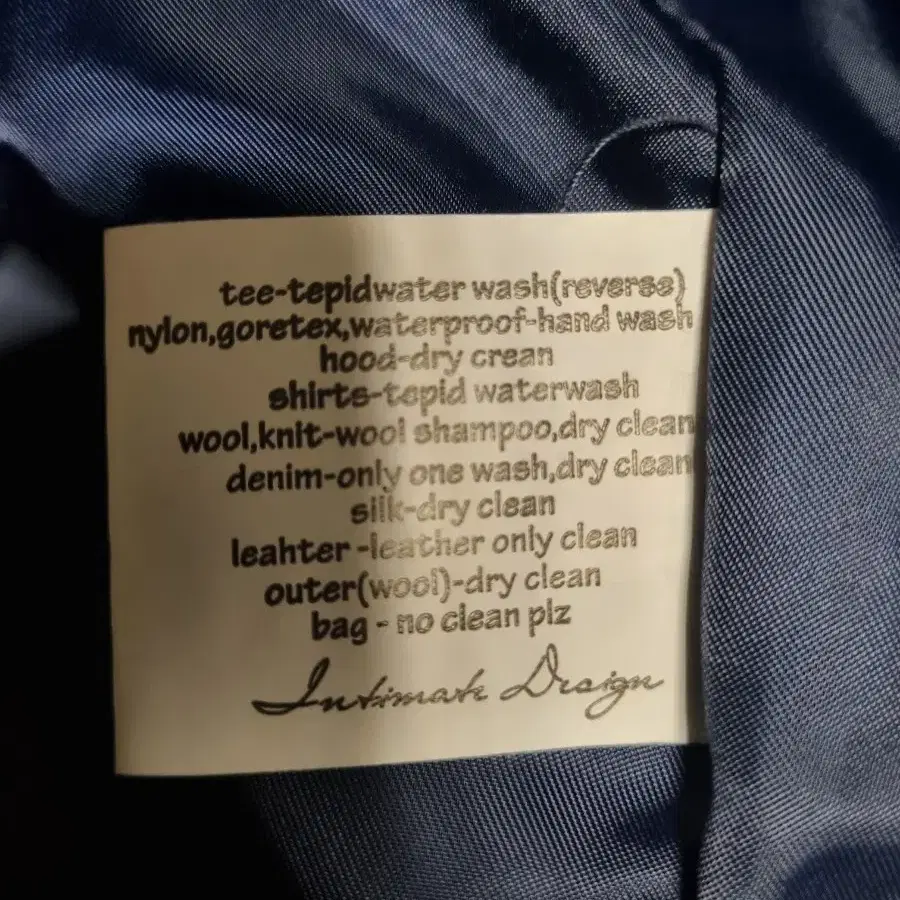 tee-tepidwater wash(reverse)
nylon,goretex,waterproof-hand wash
hood-dry crean
shirts-tepid waterwash
wool,knit-wool shampoo,dry clean
denim-only one wash,dry clean
silk-dry clean
leahter -leather only clean
outer(wool)-dry clean
bag - no clean plz
Intimate Design